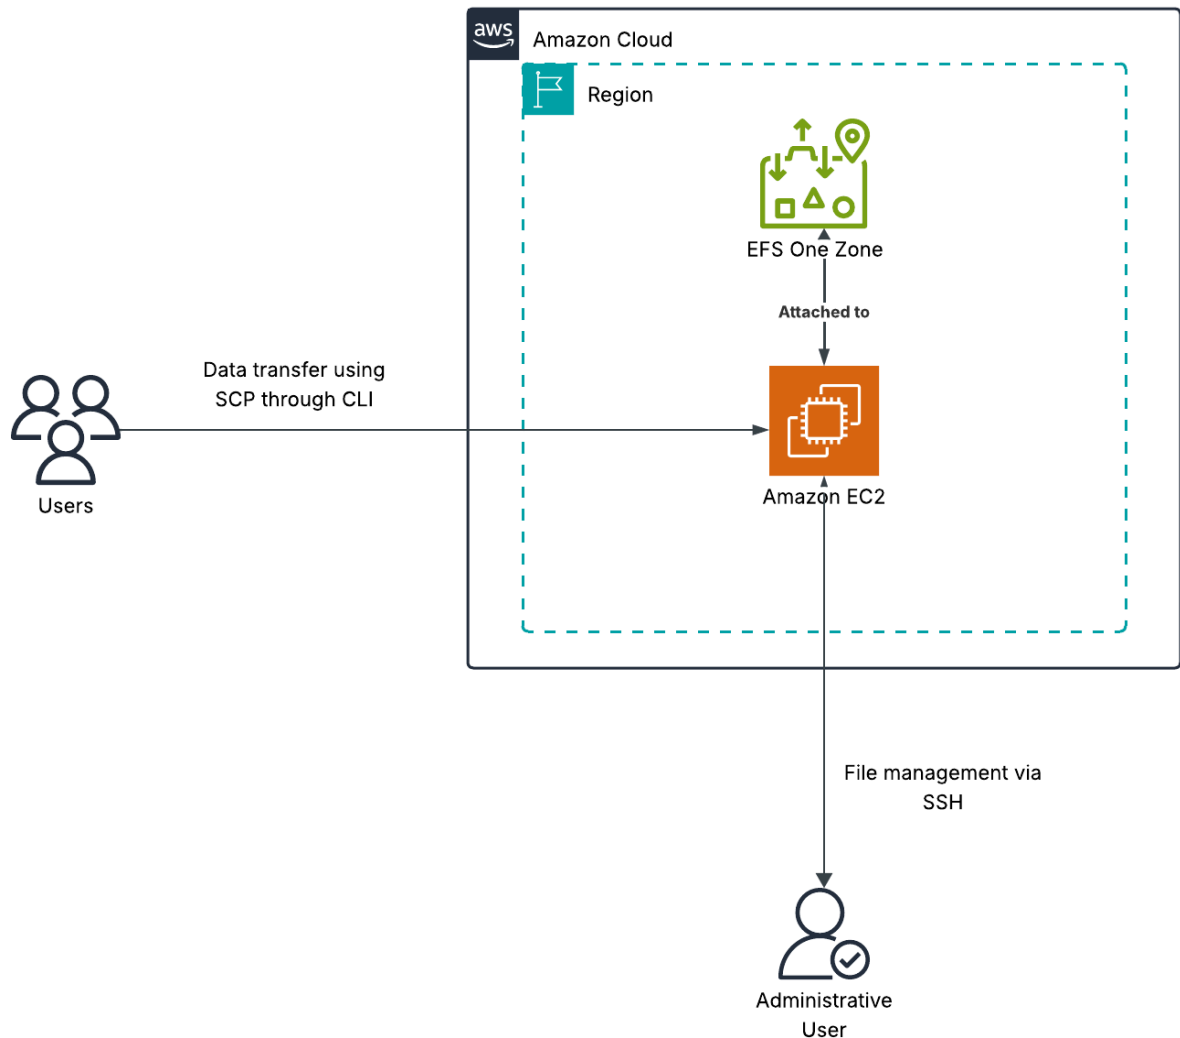 aws
Amazon Cloud
Region
EFS One Zone
Attached to
Data transfer using
SCP through CLI
Users
Amazon EC2
File management via
SSH
Administrative
User